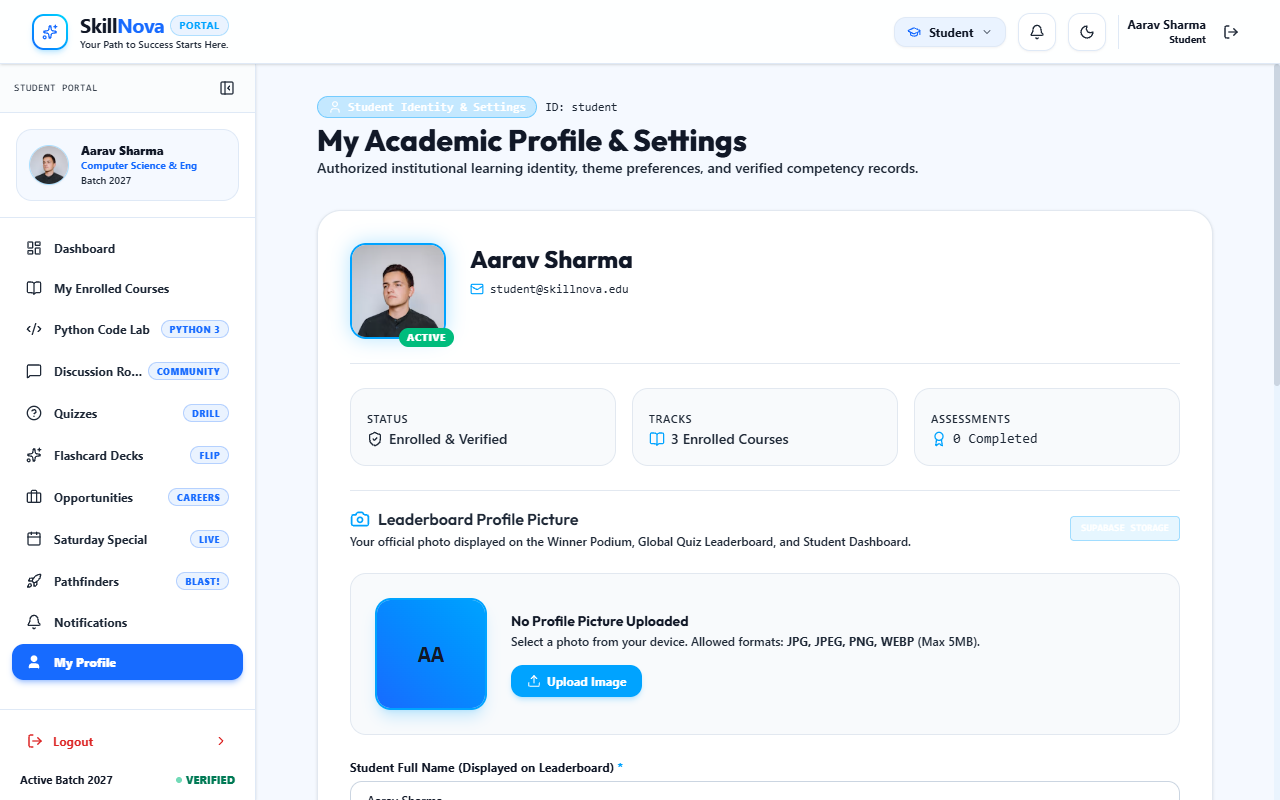 SkillNova PORTAL
Your Path to Success Starts Here.
Student
Aarav Sharma
Student
STUDENT PORTAL
Aarav Sharma
Computer Science & Eng
Batch 2027
Dashboard
My Enrolled Courses
Python Code Lab PYTHON 3
Discussion Ro... COMMUNITY
Quizzes DRILL
Flashcard Decks FLIP
Opportunities CAREERS
Saturday Special LIVE
Pathfinders BLAST!
Notifications
My Profile
Logout
Active Batch 2027 VERIFIED
Student Identity & Settings ID: student
My Academic Profile & Settings
Authorized institutional learning identity, theme preferences, and verified competency records.
Aarav Sharma
student@skillnova.edu
ACTIVE
STATUS
Enrolled & Verified
TRACKS
3 Enrolled Courses
ASSESSMENTS
0 Completed
Leaderboard Profile Picture
Your official photo displayed on the Winner Podium, Global Quiz Leaderboard, and Student Dashboard.
SUPABASE STORAGE
AA
No Profile Picture Uploaded
Select a photo from your device. Allowed formats: JPG, JPEG, PNG, WEBP (Max 5MB).
Upload Image
Student Full Name (Displayed on Leaderboard) *
Aarav Sharma